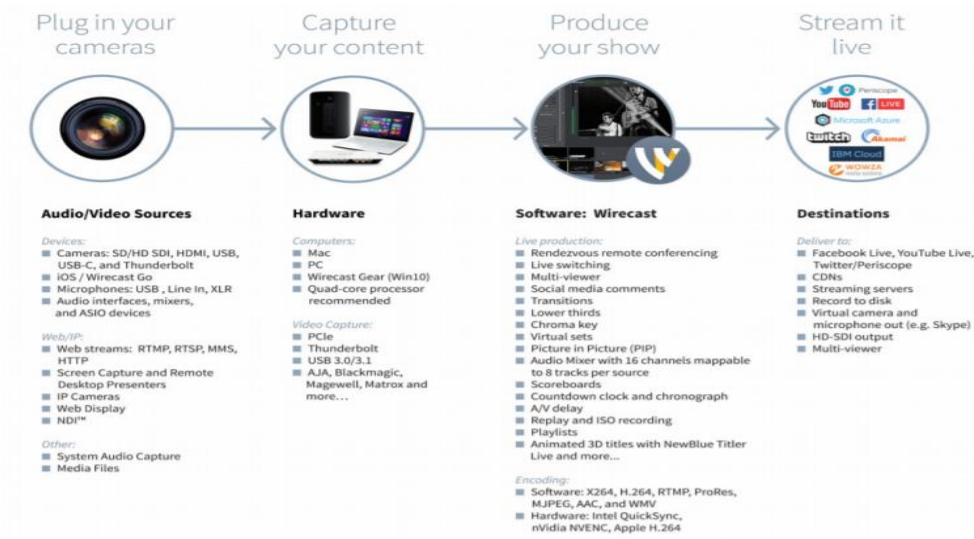 Plug in your
cameras
Capture
your content
Produce
your show
Stream it
live
Periscope
YouTube
f LIVE
Microsoft Azure
twitch
Akamai
IBM Cloud
WOWZA
Audio/Video Sources
Devices:
Cameras: SD/HD SDI, HDMI, USB,
USB-C, and Thunderbolt
iOS / Wirecast Go
Microphones: USB , Line In, XLR
Audio interfaces, mixers,
and ASIO devices
Web/IP:
Web streams: RTMP, RTSP, MMS,
HTTP
Screen Capture and Remote
Desktop Presenters
IP Cameras
Web Display
NDI™
Other:
System Audio Capture
Media Files
Hardware
Computers:
Mac
PC
Wirecast Gear (Win10)
Quad-core processor
recommended
Video Capture:
PCIe
Thunderbolt
USB 3.0/3.1
AJA, Blackmagic,
Magewell, Matrox and
more...
Software: Wirecast
Live production:
Rendezvous remote conferencing
Live switching
Multi-viewer
Social media comments
Transitions
Lower thirds
Chroma key
Virtual sets
Picture in Picture (PIP)
Audio Mixer with 16 channels mappable
to 8 tracks per source
Scoreboards
Countdown clock and chronograph
A/V delay
Replay and ISO recording
Playlists
Animated 3D titles with NewBlue Titler
Live and more...
Encoding:
Software: X264, H.264, RTMP, ProRes,
MJPEG, AAC, and WMV
Hardware: Intel QuickSync,
nVidia NVENC, Apple H.264
Destinations
Deliver to:
Facebook Live, YouTube Live,
Twitter/Periscope
CDNs
Streaming servers
Record to disk
Virtual camera and
microphone out (e.g. Skype)
HD-SDI output
Multi-viewer